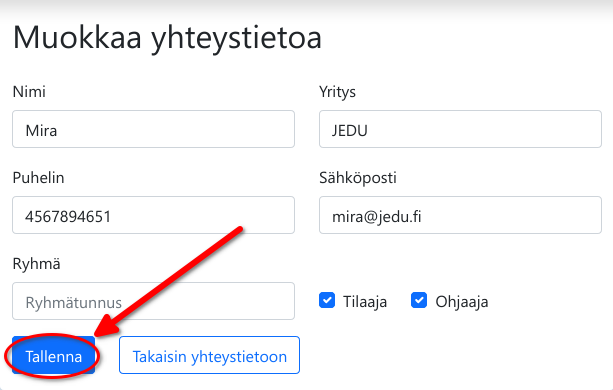 Muokkaa yhteystietoa
Nimi Yritys
Mira JEDU
Puhelin Sähköposti
4567894651 mira@jedu.fi
Ryhmä
Ryhmätunnus Tilaaja Ohjaaja
Tallenna Takaisin yhteystietoon